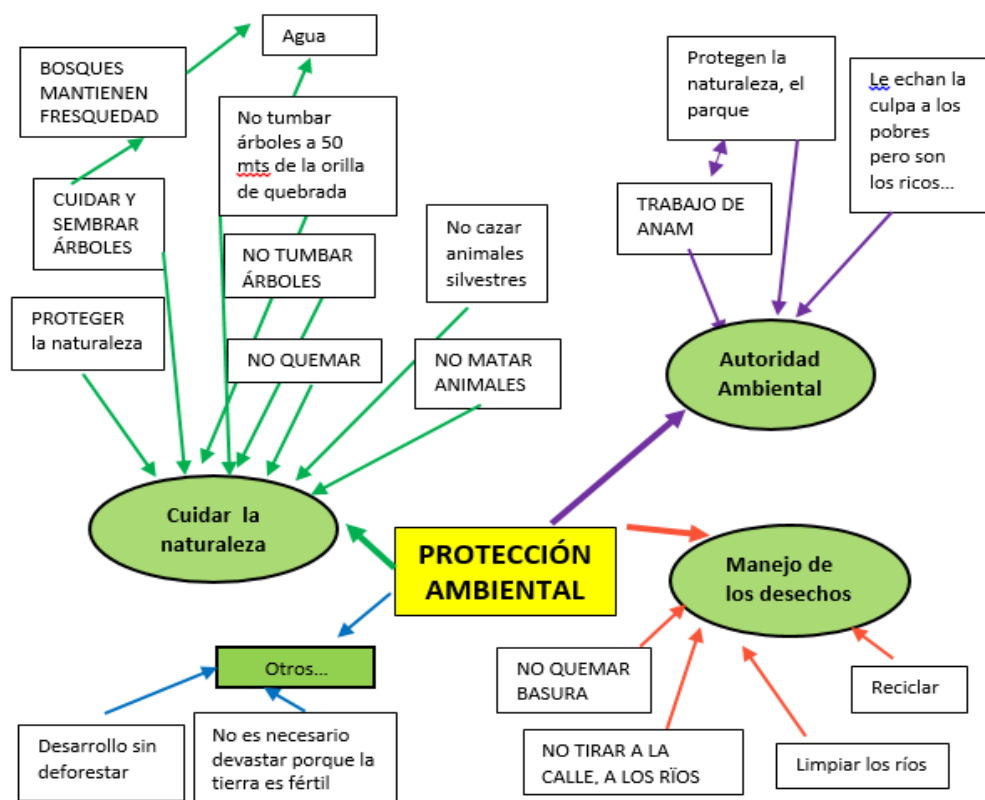 Agua
BOSQUES
MANTIENEN
FRESQUEDAD
No tumbar
árboles a 50
mts de la orilla
de quebrada
CUIDAR Y
SEMBRAR
ÁRBOLES
NO TUMBAR
ÁRBOLES
No cazar
animales
silvestres
PROTEGER
la naturaleza
NO QUEMAR
NO MATAR
ANIMALES
Cuidar la
naturaleza
Protegen la
naturaleza, el
parque
Le echan la
culpa a los
pobres
pero son
los ricos...
TRABAJO DE
ANAM
Autoridad
Ambiental
PROTECCIÓN
AMBIENTAL
Manejo de
los desechos
NO QUEMAR
BASURA
Reciclar
NO TIRAR A LA
CALLE, A LOS RÏOS
Limpiar los ríos
Otros...
Desarrollo sin
deforestar
No es necesario
devastar porque la
tierra es fértil